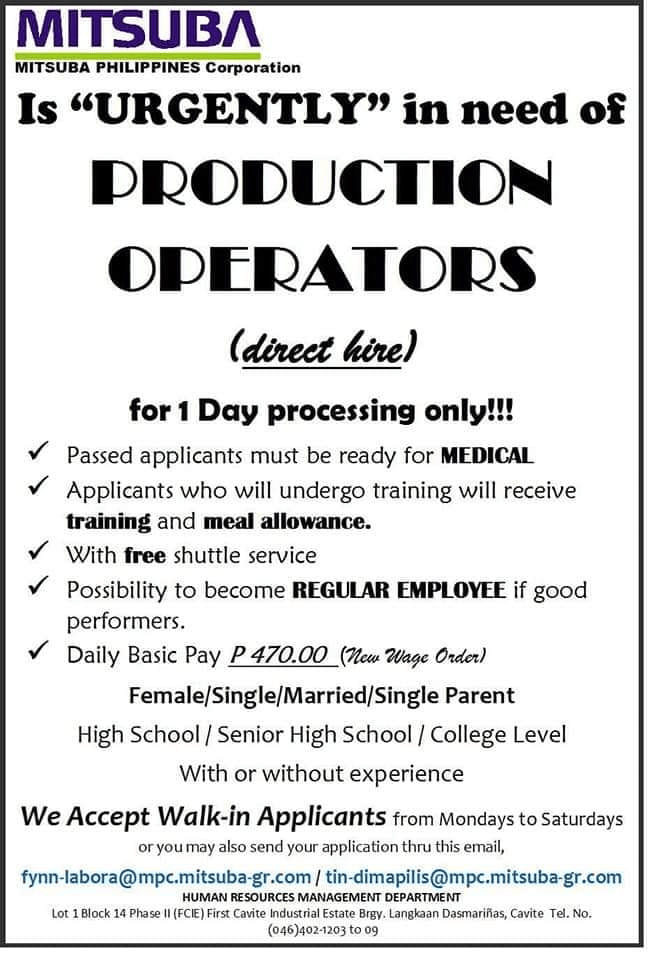 MITSUBA
MITSUBA PHILIPPINES Corporation
Is “URGENTLY” in need of
PRODUCTION
OPERATORS
(direct hire)
for 1 Day processing only!!!
✓ Passed applicants must be ready for MEDICAL
✓ Applicants who will undergo training will receive
training and meal allowance.
✓ With free shuttle service
✓ Possibility to become REGULAR EMPLOYEE if good
performers.
✓ Daily Basic Pay P 470.00 (New Wage Order)
Female/Single/Married/Single Parent
High School / Senior High School / College Level
With or without experience
We Accept Walk-in Applicants from Mondays to Saturdays
or you may also send your application thru this email,
fynn-labora@mpc.mitsuba-gr.com / tin-dimapilis@mpc.mitsuba-gr.com
HUMAN RESOURCES MANAGEMENT DEPARTMENT
Lot 1 Block 14 Phase II (FCIE) First Cavite Industrial Estate Brgy. Langkaan Dasmariñas, Cavite Tel. No.
(046)402-1203 to 09